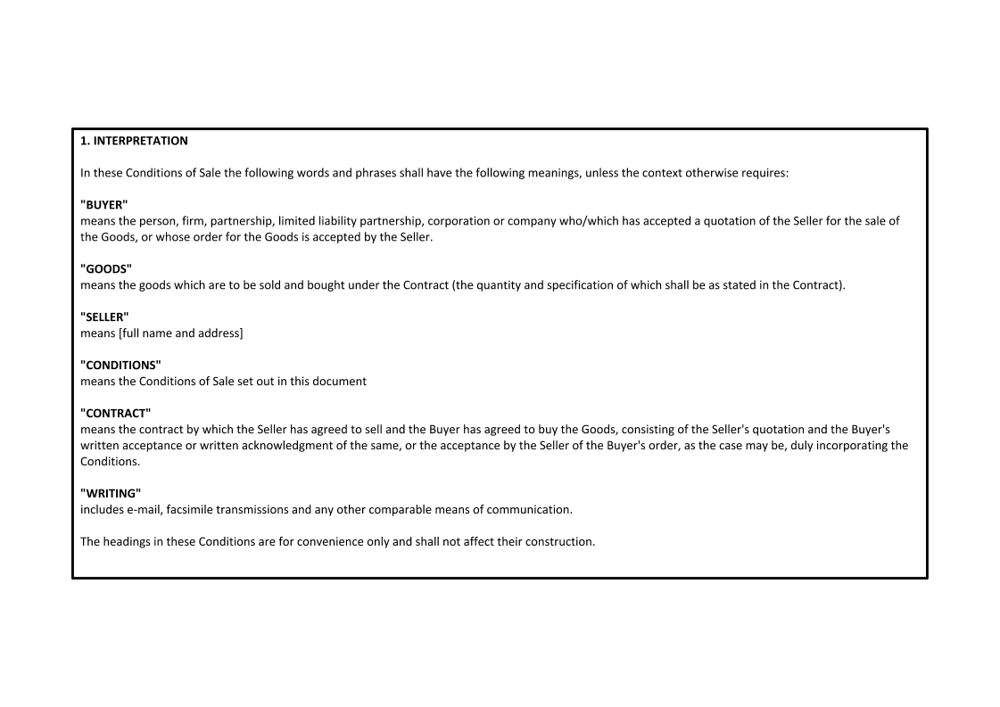 1. INTERPRETATION
In these Conditions of Sale the following words and phrases shall have the following meanings, unless the context otherwise requires:
"BUYER"
means the person, firm, partnership, limited liability partnership, corporation or company who/which has accepted a quotation of the Seller for the sale of
the Goods, or whose order for the Goods is accepted by the Seller.
"GOODS"
means the goods which are to be sold and bought under the Contract (the quantity and specification of which shall be as stated in the Contract).
"SELLER"
means [full name and address]
"CONDITIONS"
means the Conditions of Sale set out in this document
"CONTRACT"
means the contract by which the Seller has agreed to sell and the Buyer has agreed to buy the Goods, consisting of the Seller's quotation and the Buyer's
written acceptance or written acknowledgment of the same, or the acceptance by the Seller of the Buyer's order, as the case may be, duly incorporating the
Conditions.
"WRITING"
includes e-mail, facsimile transmissions and any other comparable means of communication.
The headings in these Conditions are for convenience only and shall not affect their construction.